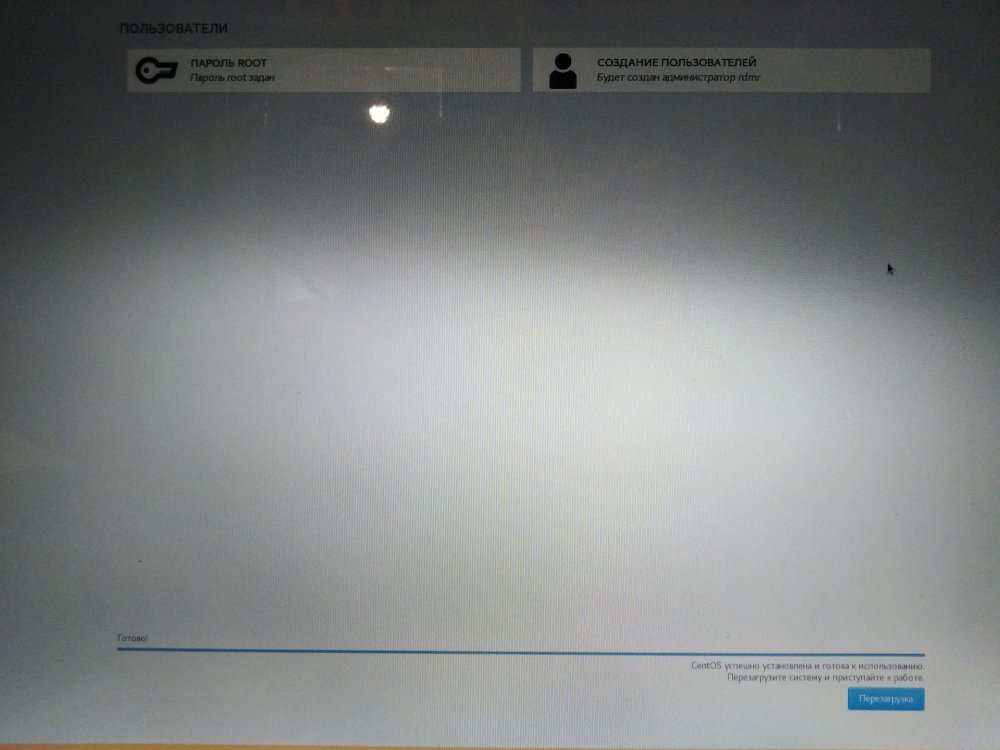 ПОЛЬЗОВАТЕЛИ
ПАРОЛЬ ROOT
Пароль root задан
СОЗДАНИЕ ПОЛЬЗОВАТЕЛЕЙ
Будет создан администратор rdmr
Готово!
CentOS успешно установлена и готова к использованию.
Перезагрузите систему и приступайте к работе.
Перезагрузка